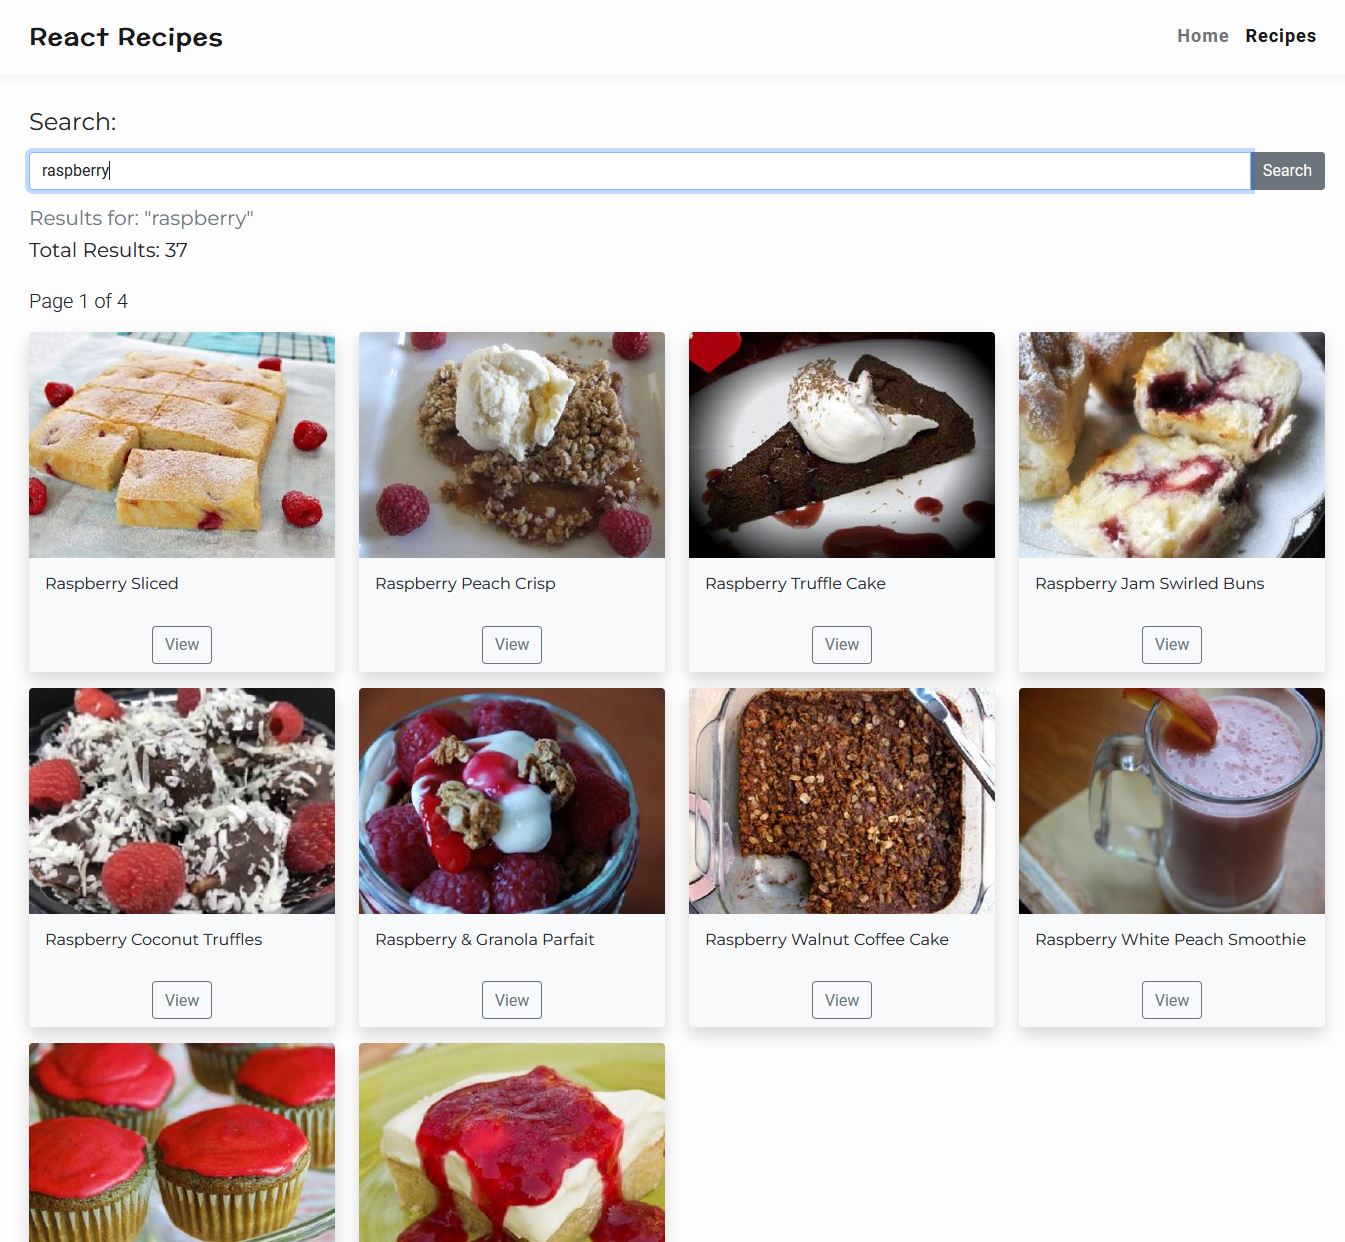 React Recipes
Home Recipes
Search:
raspberry
Search
Results for: "raspberry"
Total Results: 37
Page 1 of 4
Raspberry Sliced
Raspberry Peach Crisp
Raspberry Truffle Cake
Raspberry Jam Swirled Buns
View
View
View
View
Raspberry Coconut Truffles
Raspberry & Granola Parfait
Raspberry Walnut Coffee Cake
Raspberry White Peach Smoothie
View
View
View
View